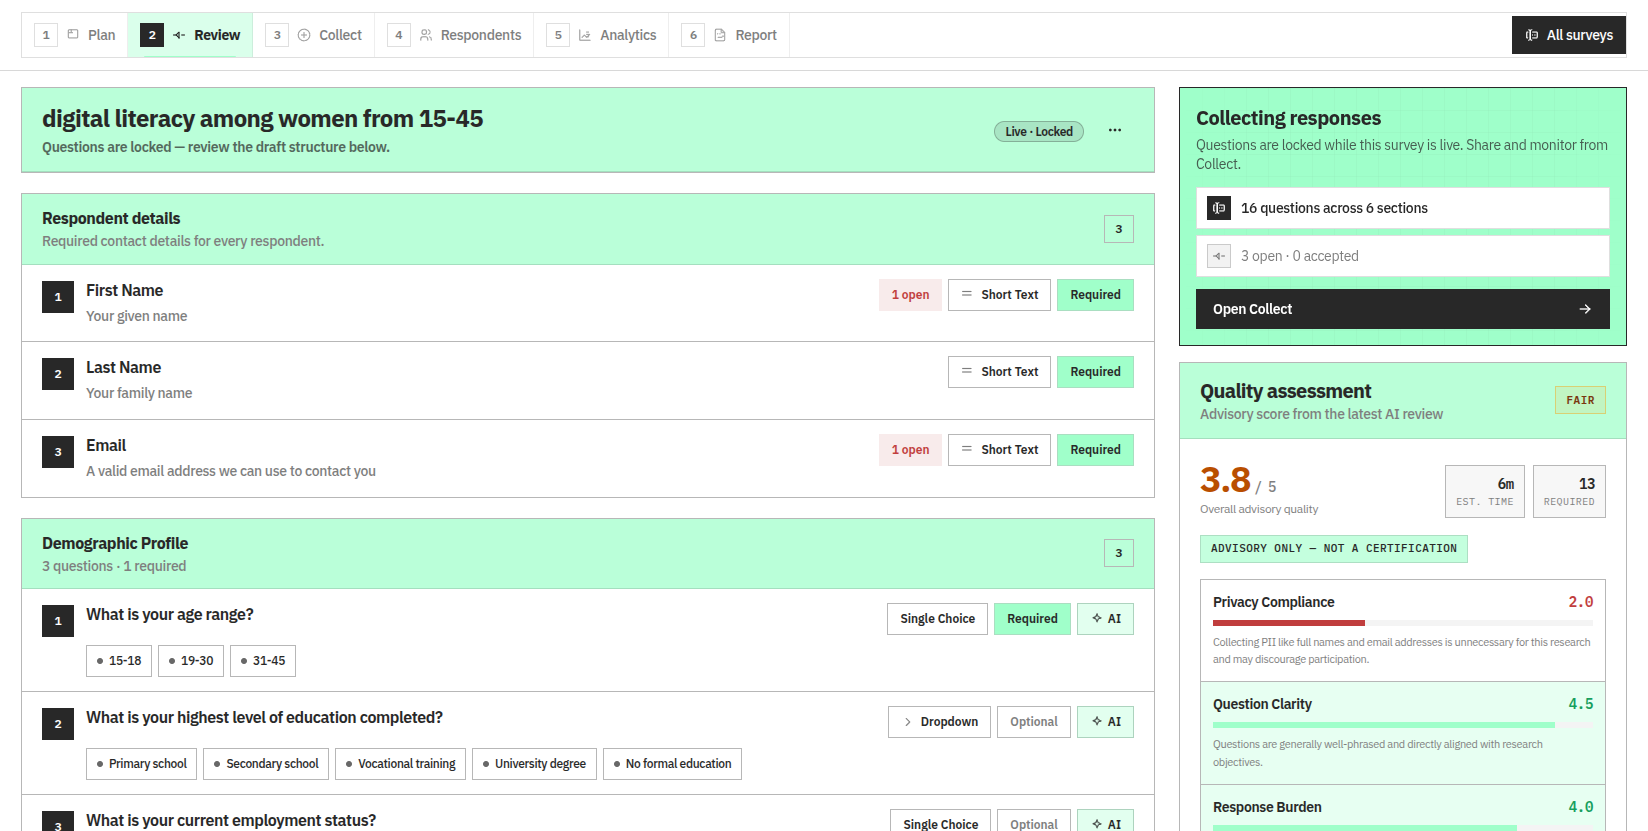 1 Plan
2 Review
3 Collect
4 Respondents
5 Analytics
6 Report
All surveys
digital literacy among women from 15-45
Questions are locked — review the draft structure below.
Live · Locked
Respondent details
Required contact details for every respondent.
3
1 First Name
Your given name
1 open
Short Text
Required
2 Last Name
Your family name
Short Text
Required
3 Email
A valid email address we can use to contact you
1 open
Short Text
Required
Demographic Profile
3 questions · 1 required
3
1 What is your age range?
Single Choice
Required
AI
15-18
19-30
31-45
2 What is your highest level of education completed?
Dropdown
Optional
AI
Primary school
Secondary school
Vocational training
University degree
No formal education
3 What is your current employment status?
Single Choice
Optional
AI
Collecting responses
Questions are locked while this survey is live. Share and monitor from
Collect.
16 questions across 6 sections
3 open · 0 accepted
Open Collect
Quality assessment
Advisory score from the latest AI review
FAIR
3.8 / 5
Overall advisory quality
6m
EST. TIME
13
REQUIRED
ADVISORY ONLY — NOT A CERTIFICATION
Privacy Compliance 2.0
Collecting PII like full names and email addresses is unnecessary for this research
and may discourage participation.
Question Clarity 4.5
Questions are generally well-phrased and directly aligned with research
objectives.
Response Burden 4.0